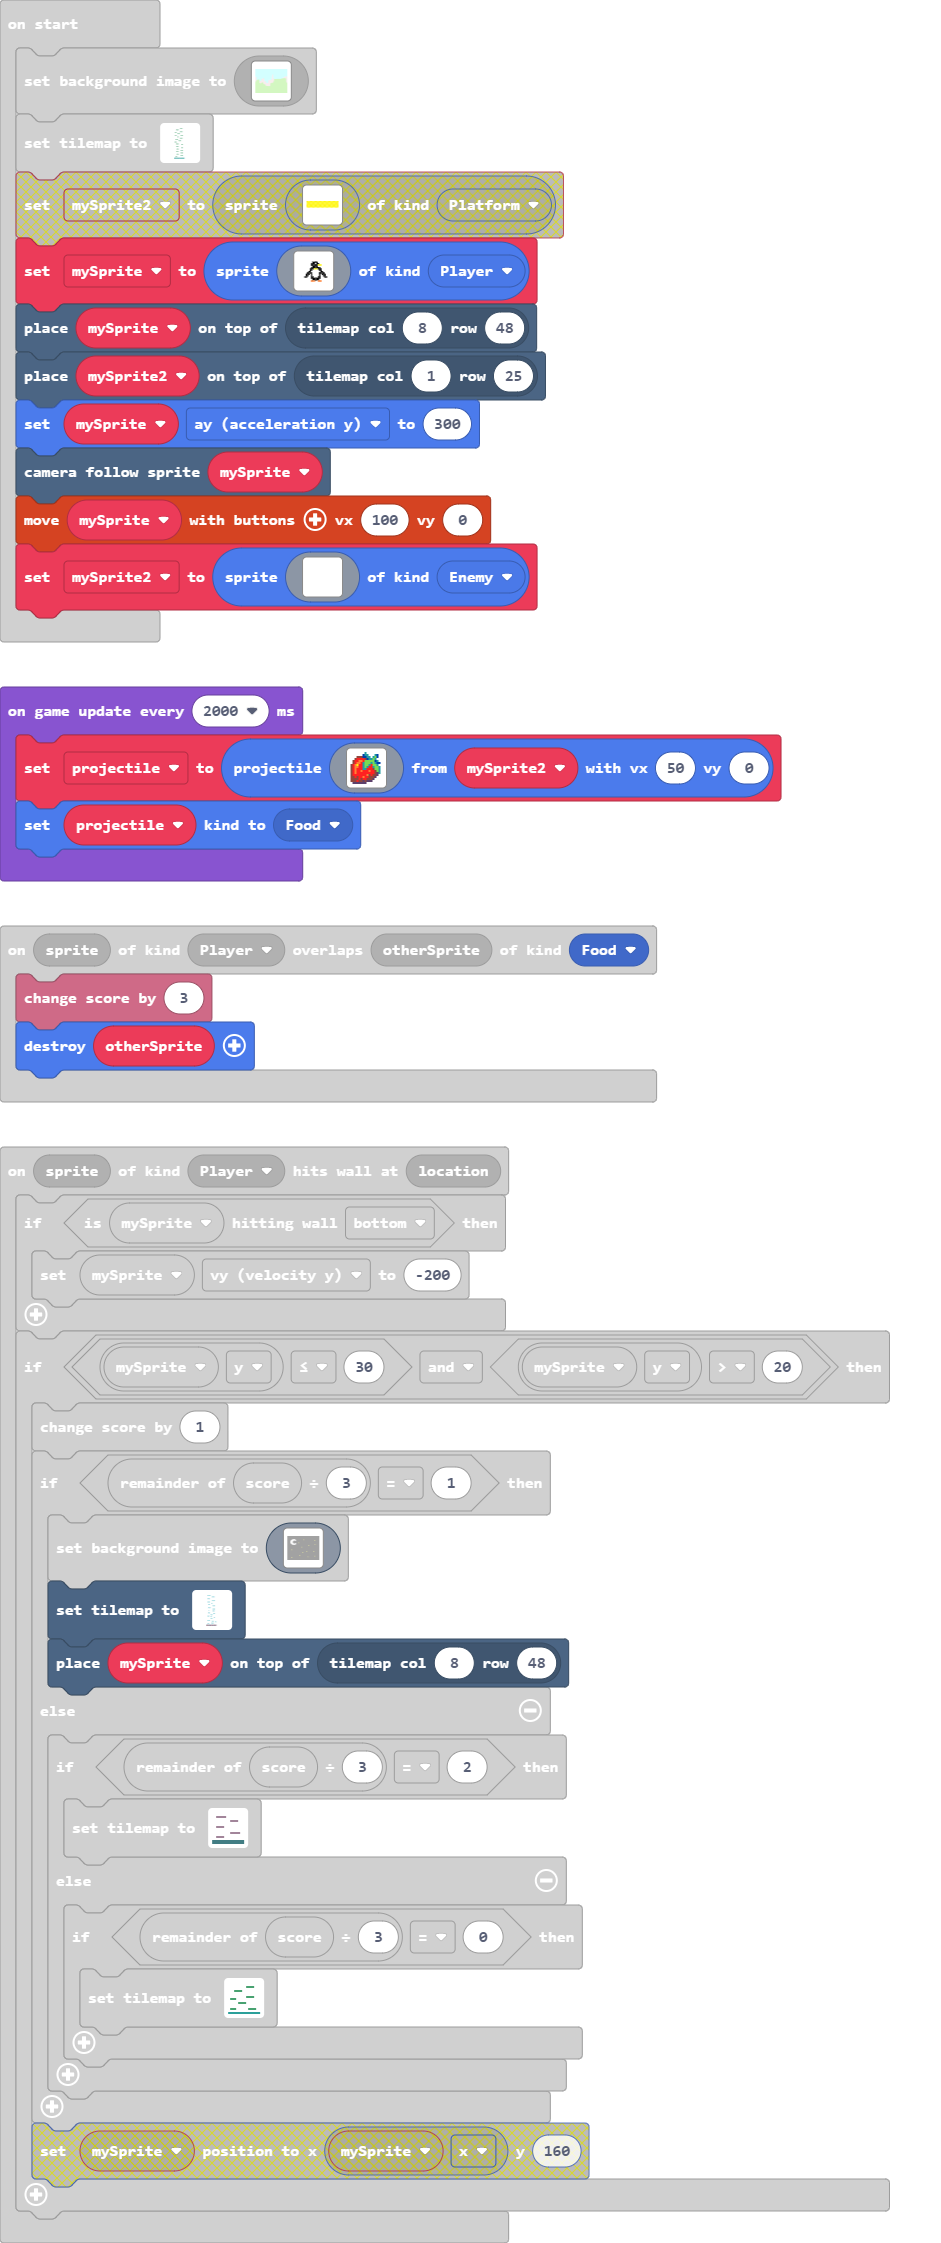 on start
set background image to
set tilemap to
set mySprite2 to sprite of kind Platform
set mySprite to sprite of kind Player
place mySprite on top of tilemap col 8 row 48
place mySprite2 on top of tilemap col 1 row 25
set mySprite ay (acceleration y) to 300
camera follow sprite mySprite
move mySprite with buttons vx 100 vy 0
set mySprite2 to sprite of kind Enemy
on game update every 2000 ms
set projectile to projectile from mySprite2 with vx 50 vy 0
set projectile kind to Food
on sprite of kind Player overlaps otherSprite of kind Food
change score by 3
destroy otherSprite
on sprite of kind Player hits wall at location
if is mySprite hitting wall bottom then
set mySprite vy (velocity y) to -200
if mySprite y ≤ 30 and mySprite y > 20 then
change score by 1
if remainder of score ÷ 3 = 1 then
set background image to
set tilemap to
place mySprite on top of tilemap col 8 row 48
else
if remainder of score ÷ 3 = 2 then
set tilemap to
else
if remainder of score ÷ 3 = 0 then
set tilemap to
set mySprite position to x mySprite x y 160